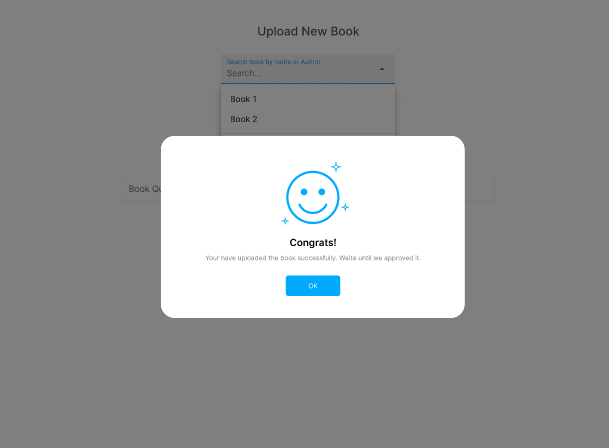 Upload New Book
Search book by name or Author
Search...
Book 1
Book 2
Book
Congrats!
Your have uploaded the book successfully. Waite until we approved it.
OK